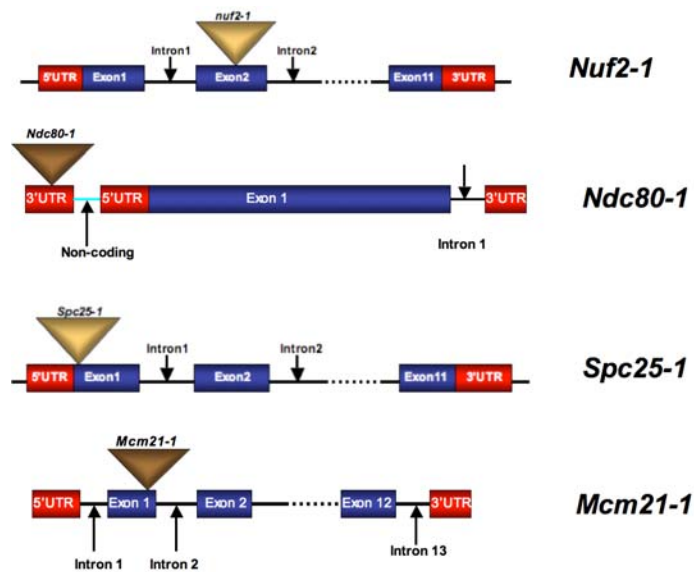 nuf2-1
Intron1 Intron2
5'UTR Exon1 Exon2 Exon11 3'UTR
Nuf2-1
Ndc80-1
3'UTR 5'UTR Exon 1 3'UTR
Ndc80-1
Non-coding Intron 1
Spc25-1
Intron1 Intron2
5'UTR Exon1 Exon2 Exon11 3'UTR
Spc25-1
Mcm21-1
5'UTR Exon 1 Exon 2 Exon 12 3'UTR
Mcm21-1
Intron 1 Intron 2 Intron 13